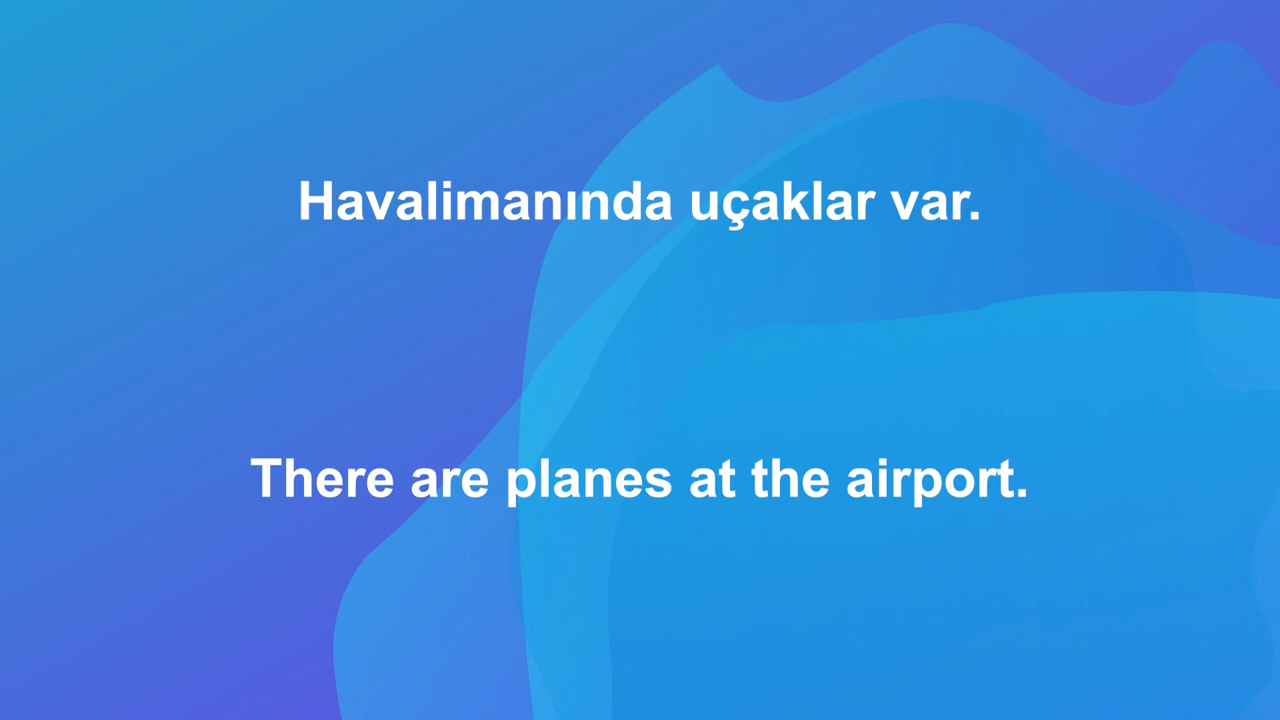 Havalimanında uçaklar var.
There are planes at the airport.